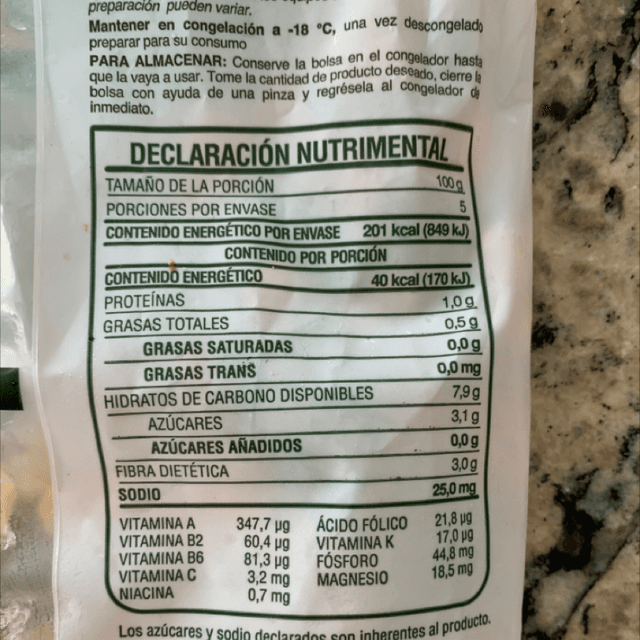 preparación pueden variar.
Mantener en congelación a -18 °C, una vez descongelado
preparar para su consumo
PARA ALMACENAR: Conserve la bolsa en el congelador hasta
que la vaya a usar. Tome la cantidad de producto deseado, cierre la
bolsa con ayuda de una pinza y regrésela al congelador de
inmediato.
DECLARACIÓN NUTRIMENTAL
TAMAÑO DE LA PORCIÓN 100 g
PORCIONES POR ENVASE 5
CONTENIDO ENERGÉTICO POR ENVASE 201 kcal (849 kJ)
CONTENIDO POR PORCIÓN
CONTENIDO ENERGÉTICO 40 kcal (170 kJ)
PROTEÍNAS 1,0 g
GRASAS TOTALES 0,5 g
GRASAS SATURADAS 0,0 g
GRASAS TRANS 0,0 mg
HIDRATOS DE CARBONO DISPONIBLES 7,9 g
AZÚCARES 3,1 g
AZÚCARES AÑADIDOS 0,0 g
FIBRA DIETÉTICA 3,0 g
SODIO 25,0 mg
VITAMINA A 347,7 µg ÁCIDO FÓLICO 21,8 µg
VITAMINA B2 60,4 µg VITAMINA K 17,0 µg
VITAMINA B6 81,3 µg FÓSFORO 44,8 mg
VITAMINA C 3,2 mg MAGNESIO 18,5 mg
NIACINA 0,7 mg
Los azúcares y sodio declarados son inherentes al producto.